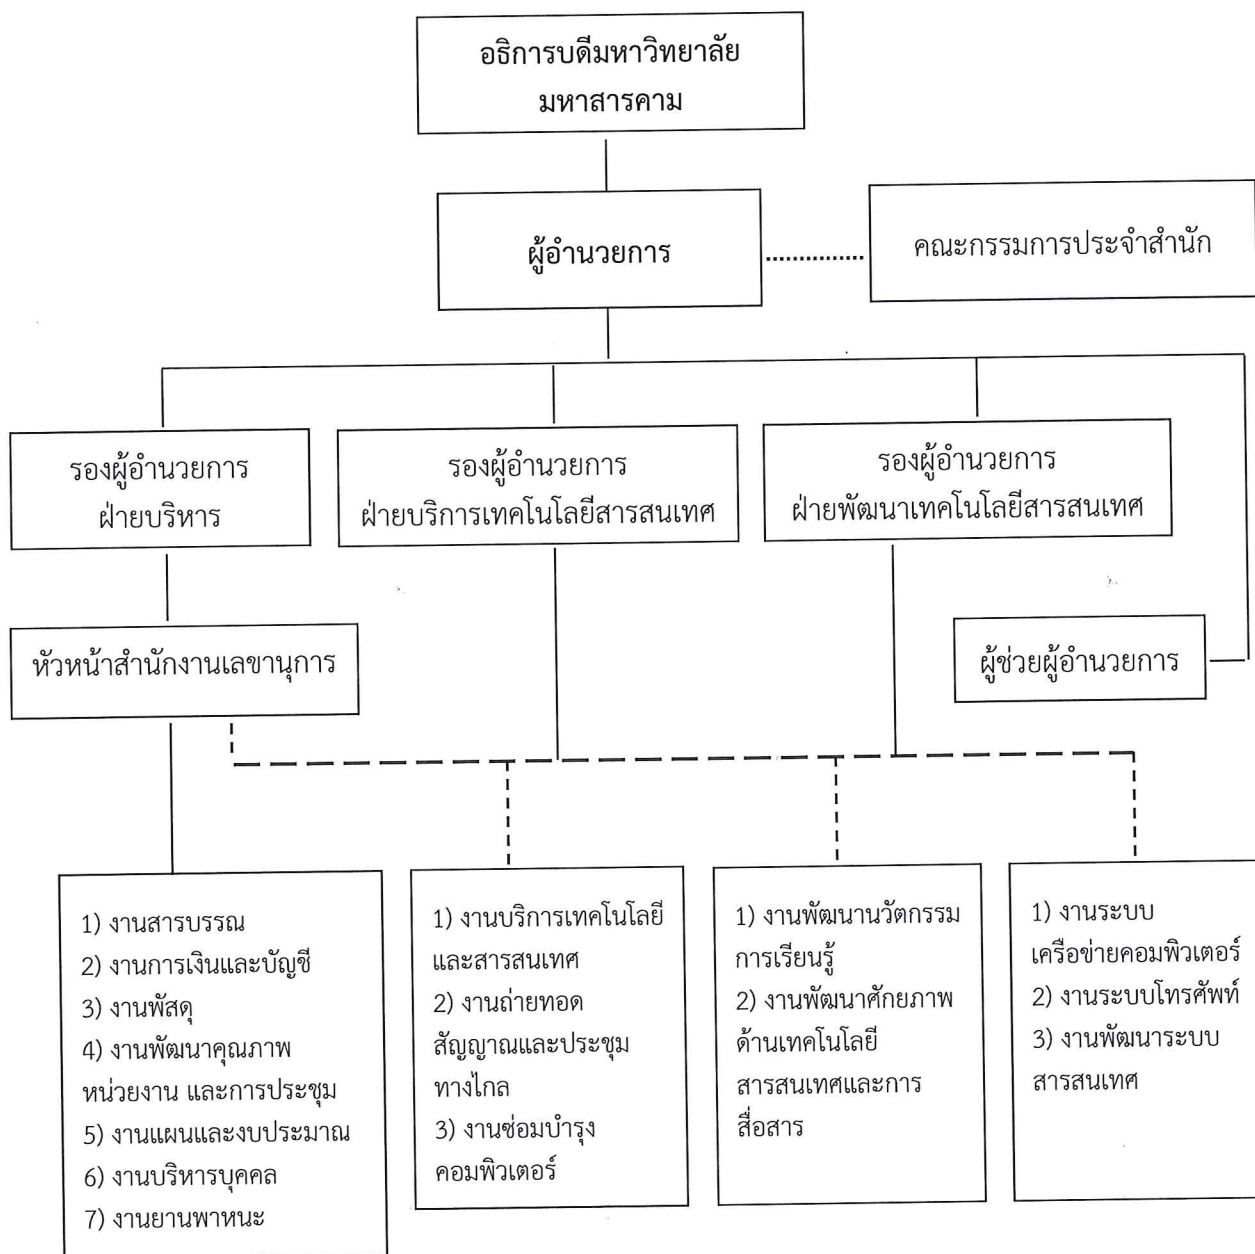 อธิการบดีมหาวิทยาลัย
มหาสารคาม
ผู้อำนวยการ
คณะกรรมการประจำสำนัก
รองผู้อำนวยการ
ฝ่ายบริหาร
รองผู้อำนวยการ
ฝ่ายบริการเทคโนโลยีสารสนเทศ
รองผู้อำนวยการ
ฝ่ายพัฒนาเทคโนโลยีสารสนเทศ
หัวหน้าสำนักงานเลขานุการ
ผู้ช่วยผู้อำนวยการ
1) งานสารบรรณ
2) งานการเงินและบัญชี
3) งานพัสดุ
4) งานพัฒนาคุณภาพ
หน่วยงาน และการประชุม
5) งานแผนและงบประมาณ
6) งานบริหารบุคคล
7) งานยานพาหนะ
1) งานบริการเทคโนโลยี
และสารสนเทศ
2) งานถ่ายทอด
สัญญาณและประชุม
ทางไกล
3) งานซ่อมบำรุง
คอมพิวเตอร์
1) งานพัฒนานวัตกรรม
การเรียนรู้
2) งานพัฒนาศักยภาพ
ด้านเทคโนโลยี
สารสนเทศและการ
สื่อสาร
1) งานระบบ
เครือข่ายคอมพิวเตอร์
2) งานระบบโทรศัพท์
3) งานพัฒนาระบบ
สารสนเทศ